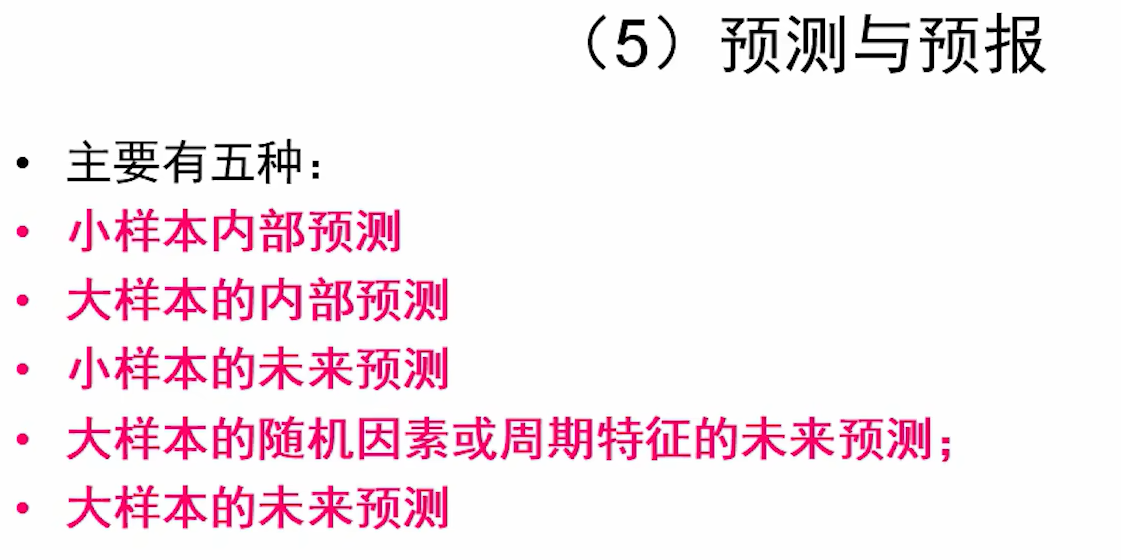 （5）预测与预报
• 主要有五种：
• 小样本内部预测
• 大样本的内部预测
• 小样本的未来预测
• 大样本的随机因素或周期特征的未来预测；
• 大样本的未来预测